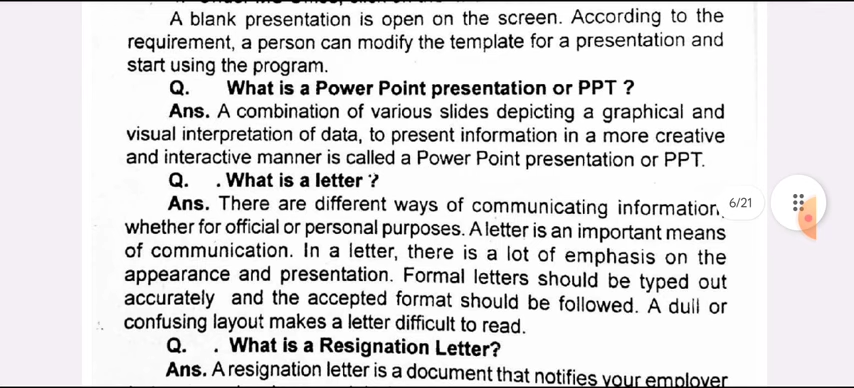 A blank presentation is open on the screen. According to the
requirement, a person can modify the template for a presentation and
start using the program.
Q. What is a Power Point presentation or PPT ?
Ans. A combination of various slides depicting a graphical and
visual interpretation of data, to present information in a more creative
and interactive manner is called a Power Point presentation or PPT.
Q. . What is a letter ?
Ans. There are different ways of communicating information,
whether for official or personal purposes. A letter is an important means
of communication. In a letter, there is a lot of emphasis on the
appearance and presentation. Formal letters should be typed out
accurately and the accepted format should be followed. A dull or
confusing layout makes a letter difficult to read.
Q. . What is a Resignation Letter?
Ans. A resignation letter is a document that notifies your employer
6/21